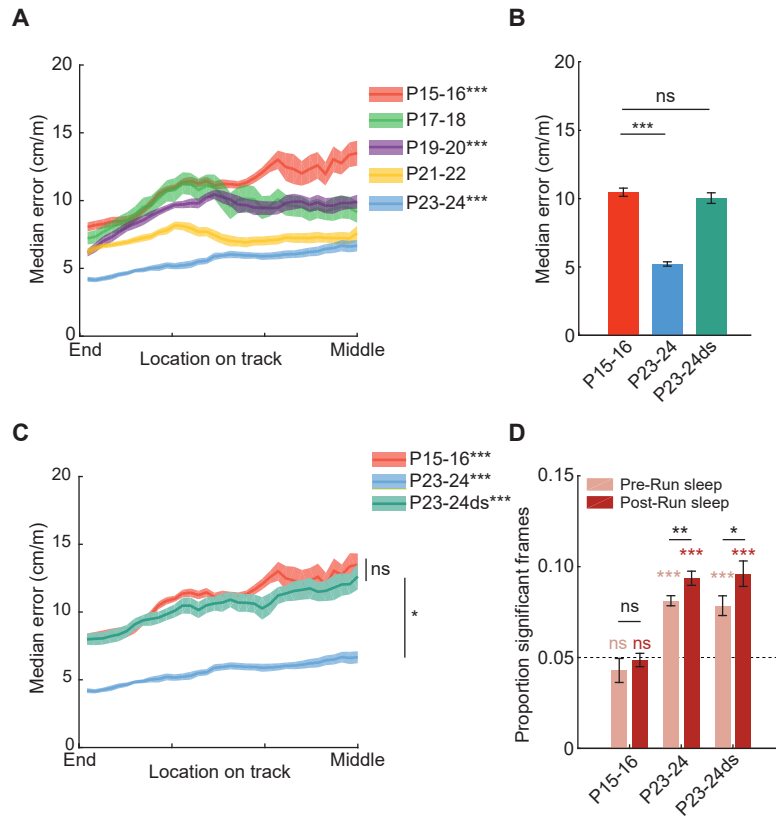 A
20
15
10
5
0
Median error (cm/m)
End
Middle
Location on track
P15-16***
P17-18
P19-20***
P21-22
P23-24***
B
20
15
10
5
0
Median error (cm/m)
ns
***
P15-16
P23-24
P23-24ds
C
P15-16***
P23-24***
P23-24ds***
20
15
10
5
0
Median error (cm/m)
ns
*
End
Middle
Location on track
D
0.15
0.10
0.05
0
Proportion significant frames
Pre-Run sleep
Post-Run sleep
** *
*** *** *** ***
ns
ns ns
P15-16
P23-24
P23-24ds